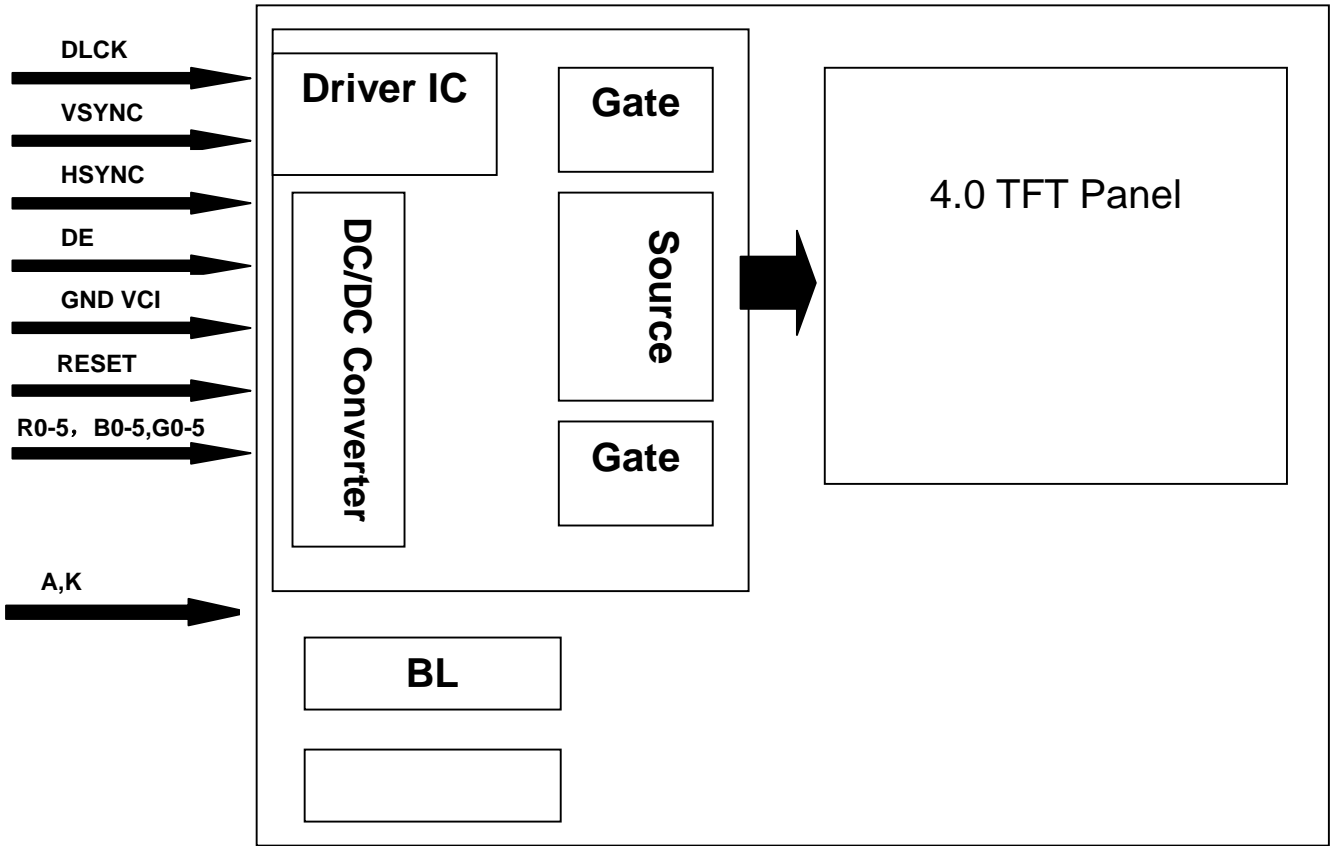 DLCK
VSYNC
HSYNC
DE
GND VCI
RESET
R0-5，B0-5,G0-5
A,K
Driver IC
DC/DC Converter
Gate
Source
Gate
BL
4.0 TFT Panel